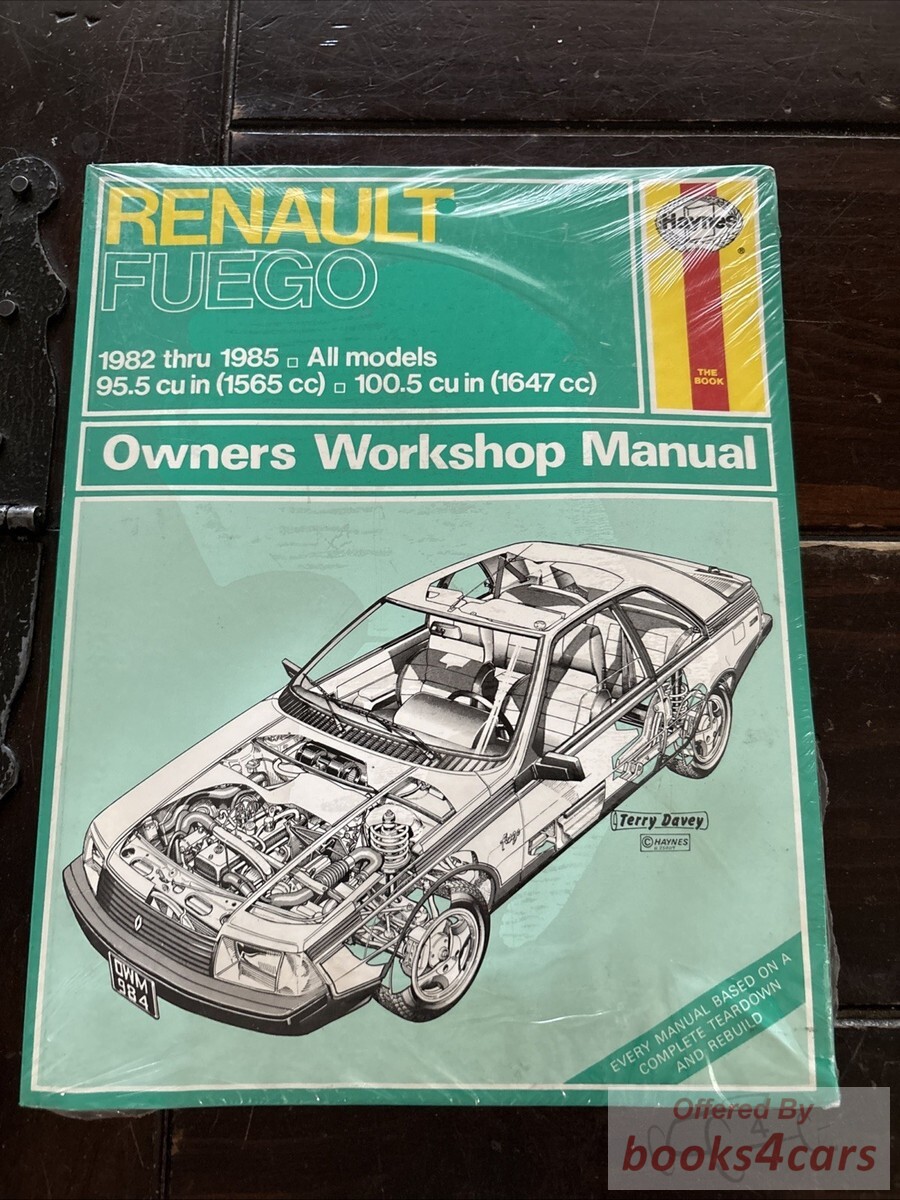 RENAULT
FUEGO
Haynes
®
1982 thru 1985 □ All models
95.5 cu in (1565 cc) □ 100.5 cu in (1647 cc)
THE
BOOK
Owners Workshop Manual
Fuego
Terry Davey
© HAYNES
OWM
984
EVERY MANUAL BASED ON A
COMPLETE TEARDOWN
AND REBUILD
Offered By
books4cars